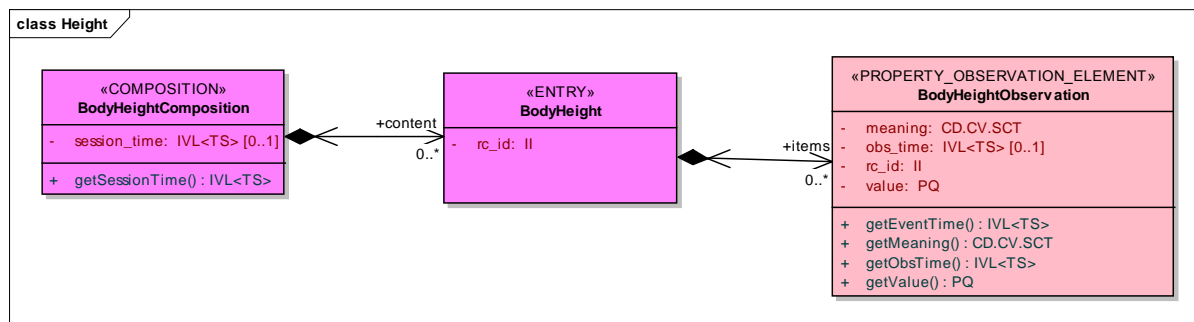 class Height
«COMPOSITION»
BodyHeightComposition
- session_time: IVL<TS> [0..1]
+ getSessionTime() : IVL<TS>
+content
0..*
«ENTRY»
BodyHeight
- rc_id: II
+items
0..*
«PROPERTY_OBSERVATION_ELEMENT»
BodyHeightObservation
- meaning: CD.CV.SCT
- obs_time: IVL<TS> [0..1]
- rc_id: II
- value: PQ
+ getEventTime() : IVL<TS>
+ getMeaning() : CD.CV.SCT
+ getObsTime() : IVL<TS>
+ getValue() : PQ